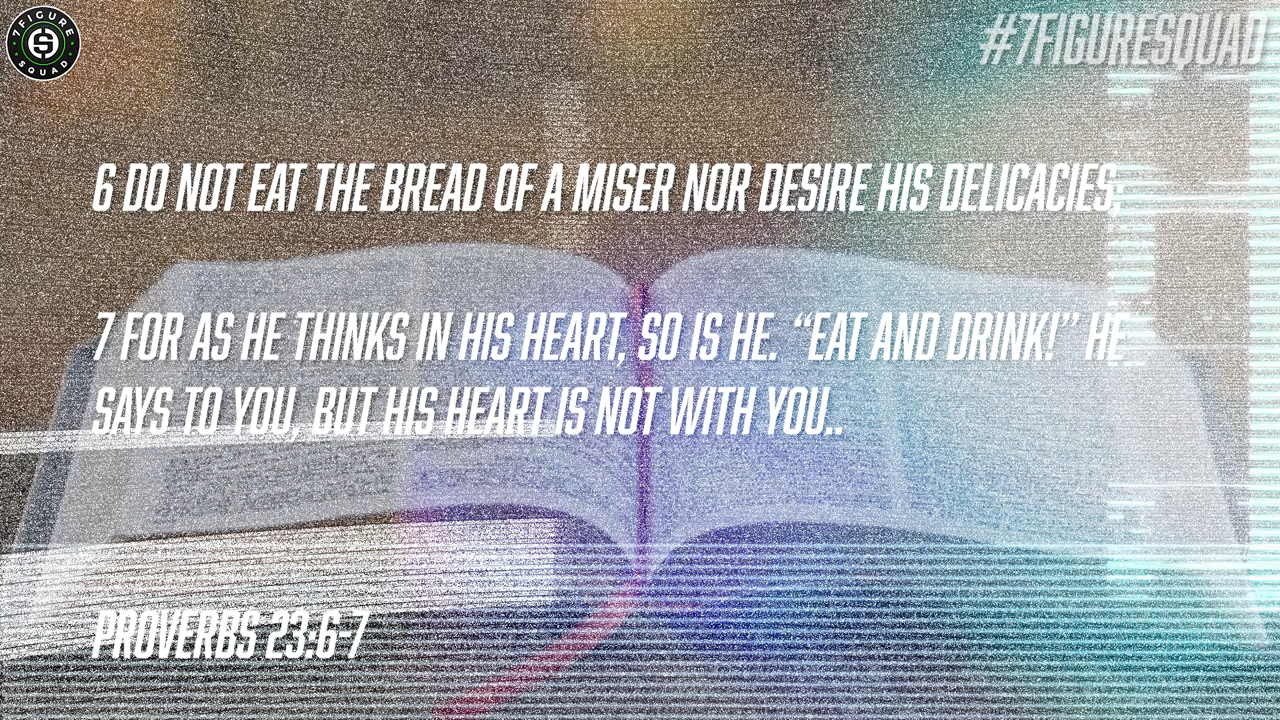 7FIGURE
SQUAD
#7FIGURESQUAD
6 DO NOT EAT THE BREAD OF A MISER NOR DESIRE HIS DELICACIES;
7 FOR AS HE THINKS IN HIS HEART, SO IS HE. “EAT AND DRINK!” HE
SAYS TO YOU, BUT HIS HEART IS NOT WITH YOU..
PROVERBS 23:6-7